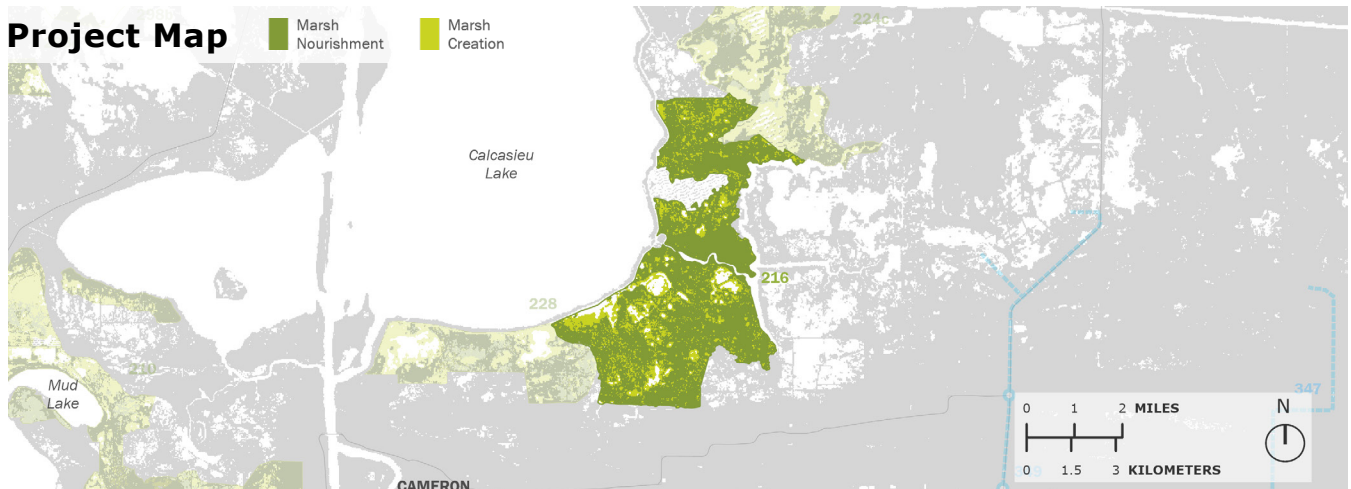 Project Map
Marsh
Nourishment
Marsh
Creation
224c
Calcasieu
Lake
216
228
210
Mud
Lake
347
0 1 2 MILES
N
0 1.5 3 KILOMETERS
CAMERON